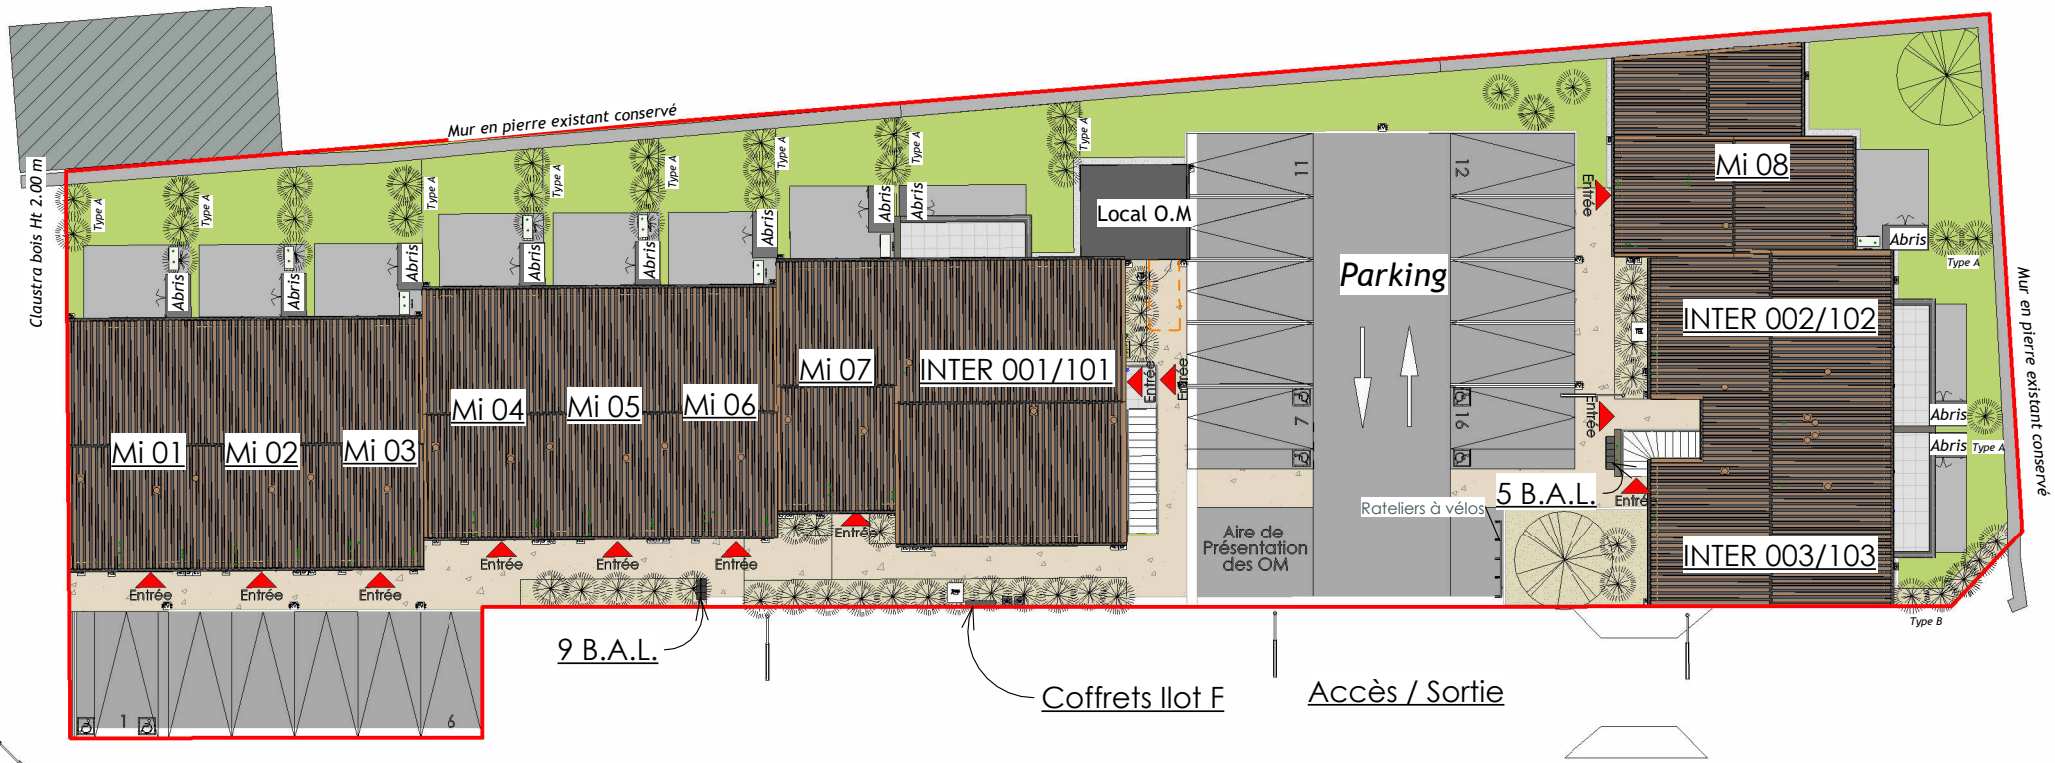 Mur en pierre existant conservé
Claustra bois Ht 2.00 m
Type A
Type A
Type A
Type A
Type A
Type A
Type A
Type A
Abris
Abris
Abris
Abris
Abris
Abris
Abris
Abris
Local O.M
11
12
Parking
7
16
Entrée
Mi 08
Abris
Type A
INTER 002/102
Mur en pierre existant conservé
Mi 07
INTER 001/101
Entrée
Entrée
Mi 04
Mi 05
Mi 06
Mi 01
Mi 02
Mi 03
Entrée
Abris
Abris
Type A
5 B.A.L.
Entrée
Rateliers à vélos
Aire de
Présentation
des OM
INTER 003/103
Entrée
Entrée
Entrée
Entrée
Entrée
Entrée
Entrée
Type B
9 B.A.L.
Coffrets Ilot F
Accès / Sortie
1
6